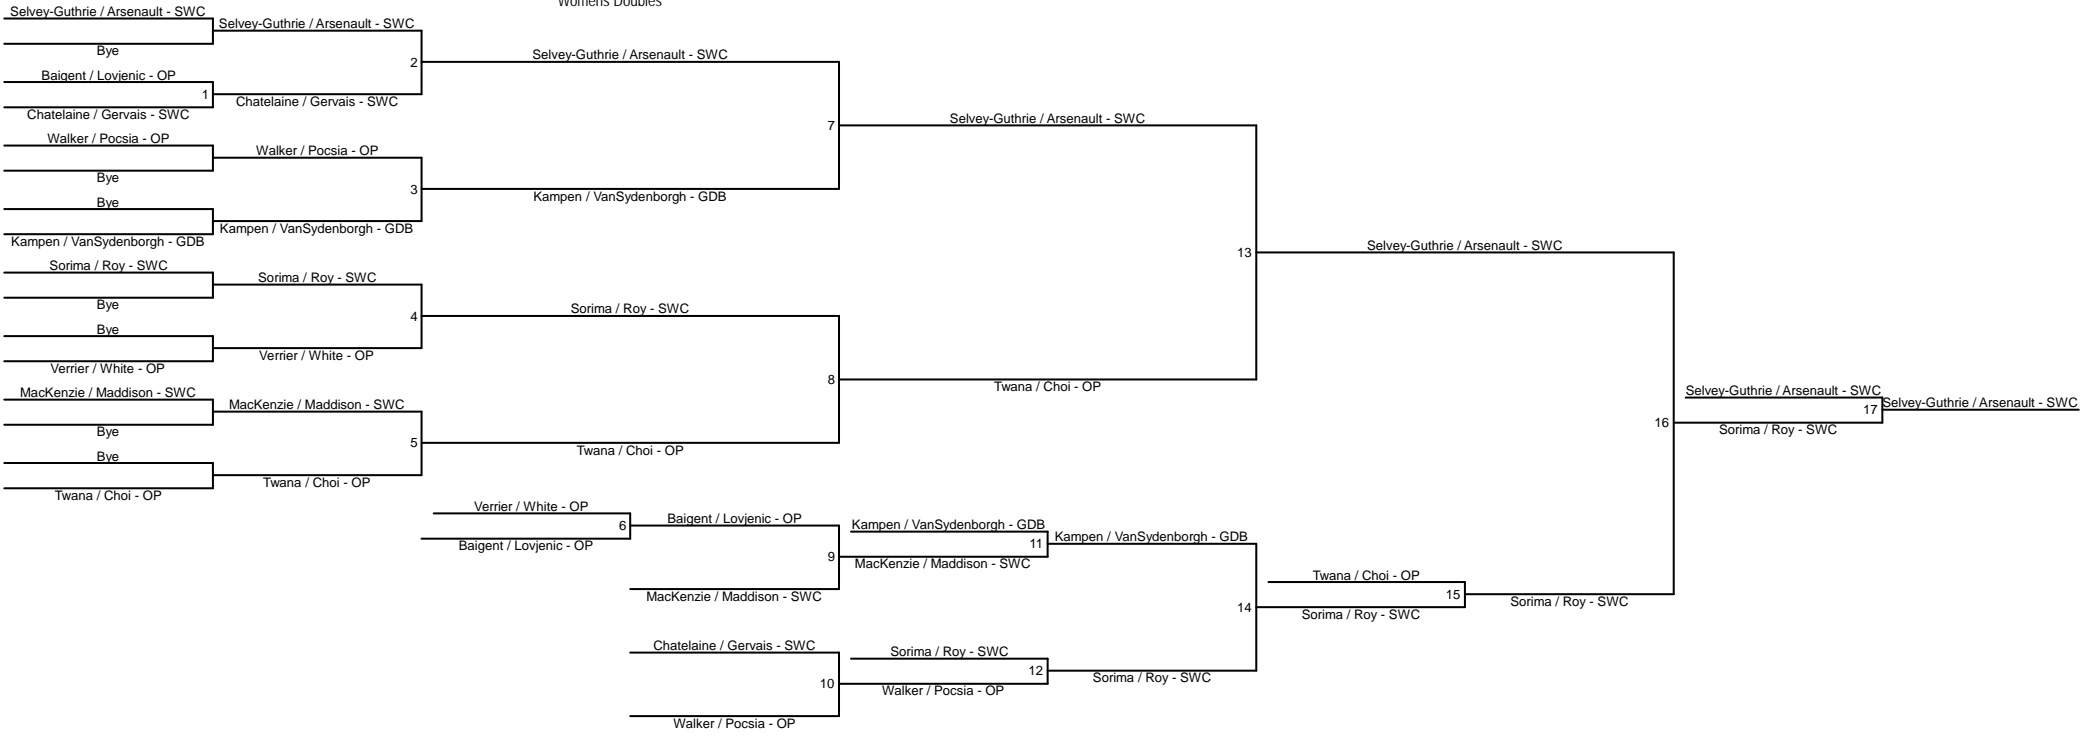 Womens Doubles
Selvey-Guthrie / Arsenault - SWC
Bye
Baigent / Lovjenic - OP
1
Chatelaine / Gervais - SWC
Walker / Pocsia - OP
Bye
Bye
Kampen / VanSydenborgh - GDB
Sorima / Roy - SWC
Bye
Bye
Verrier / White - OP
MacKenzie / Maddison - SWC
Bye
Bye
Twana / Choi - OP
Selvey-Guthrie / Arsenault - SWC
2
Chatelaine / Gervais - SWC
Walker / Pocsia - OP
3
Kampen / VanSydenborgh - GDB
Sorima / Roy - SWC
4
Verrier / White - OP
MacKenzie / Maddison - SWC
5
Twana / Choi - OP
Selvey-Guthrie / Arsenault - SWC
7
Kampen / VanSydenborgh - GDB
Sorima / Roy - SWC
8
Twana / Choi - OP
Selvey-Guthrie / Arsenault - SWC
13
Twana / Choi - OP
Selvey-Guthrie / Arsenault - SWC
16
Verrier / White - OP
6
Baigent / Lovjenic - OP
Baigent / Lovjenic - OP
9
MacKenzie / Maddison - SWC
Chatelaine / Gervais - SWC
10
Walker / Pocsia - OP
Kampen / VanSydenborgh - GDB
11
MacKenzie / Maddison - SWC
Sorima / Roy - SWC
12
Walker / Pocsia - OP
Kampen / VanSydenborgh - GDB
14
Sorima / Roy - SWC
Twana / Choi - OP
15
Sorima / Roy - SWC
Sorima / Roy - SWC
Selvey-Guthrie / Arsenault - SWC
17
Sorima / Roy - SWC
Selvey-Guthrie / Arsenault - SWC